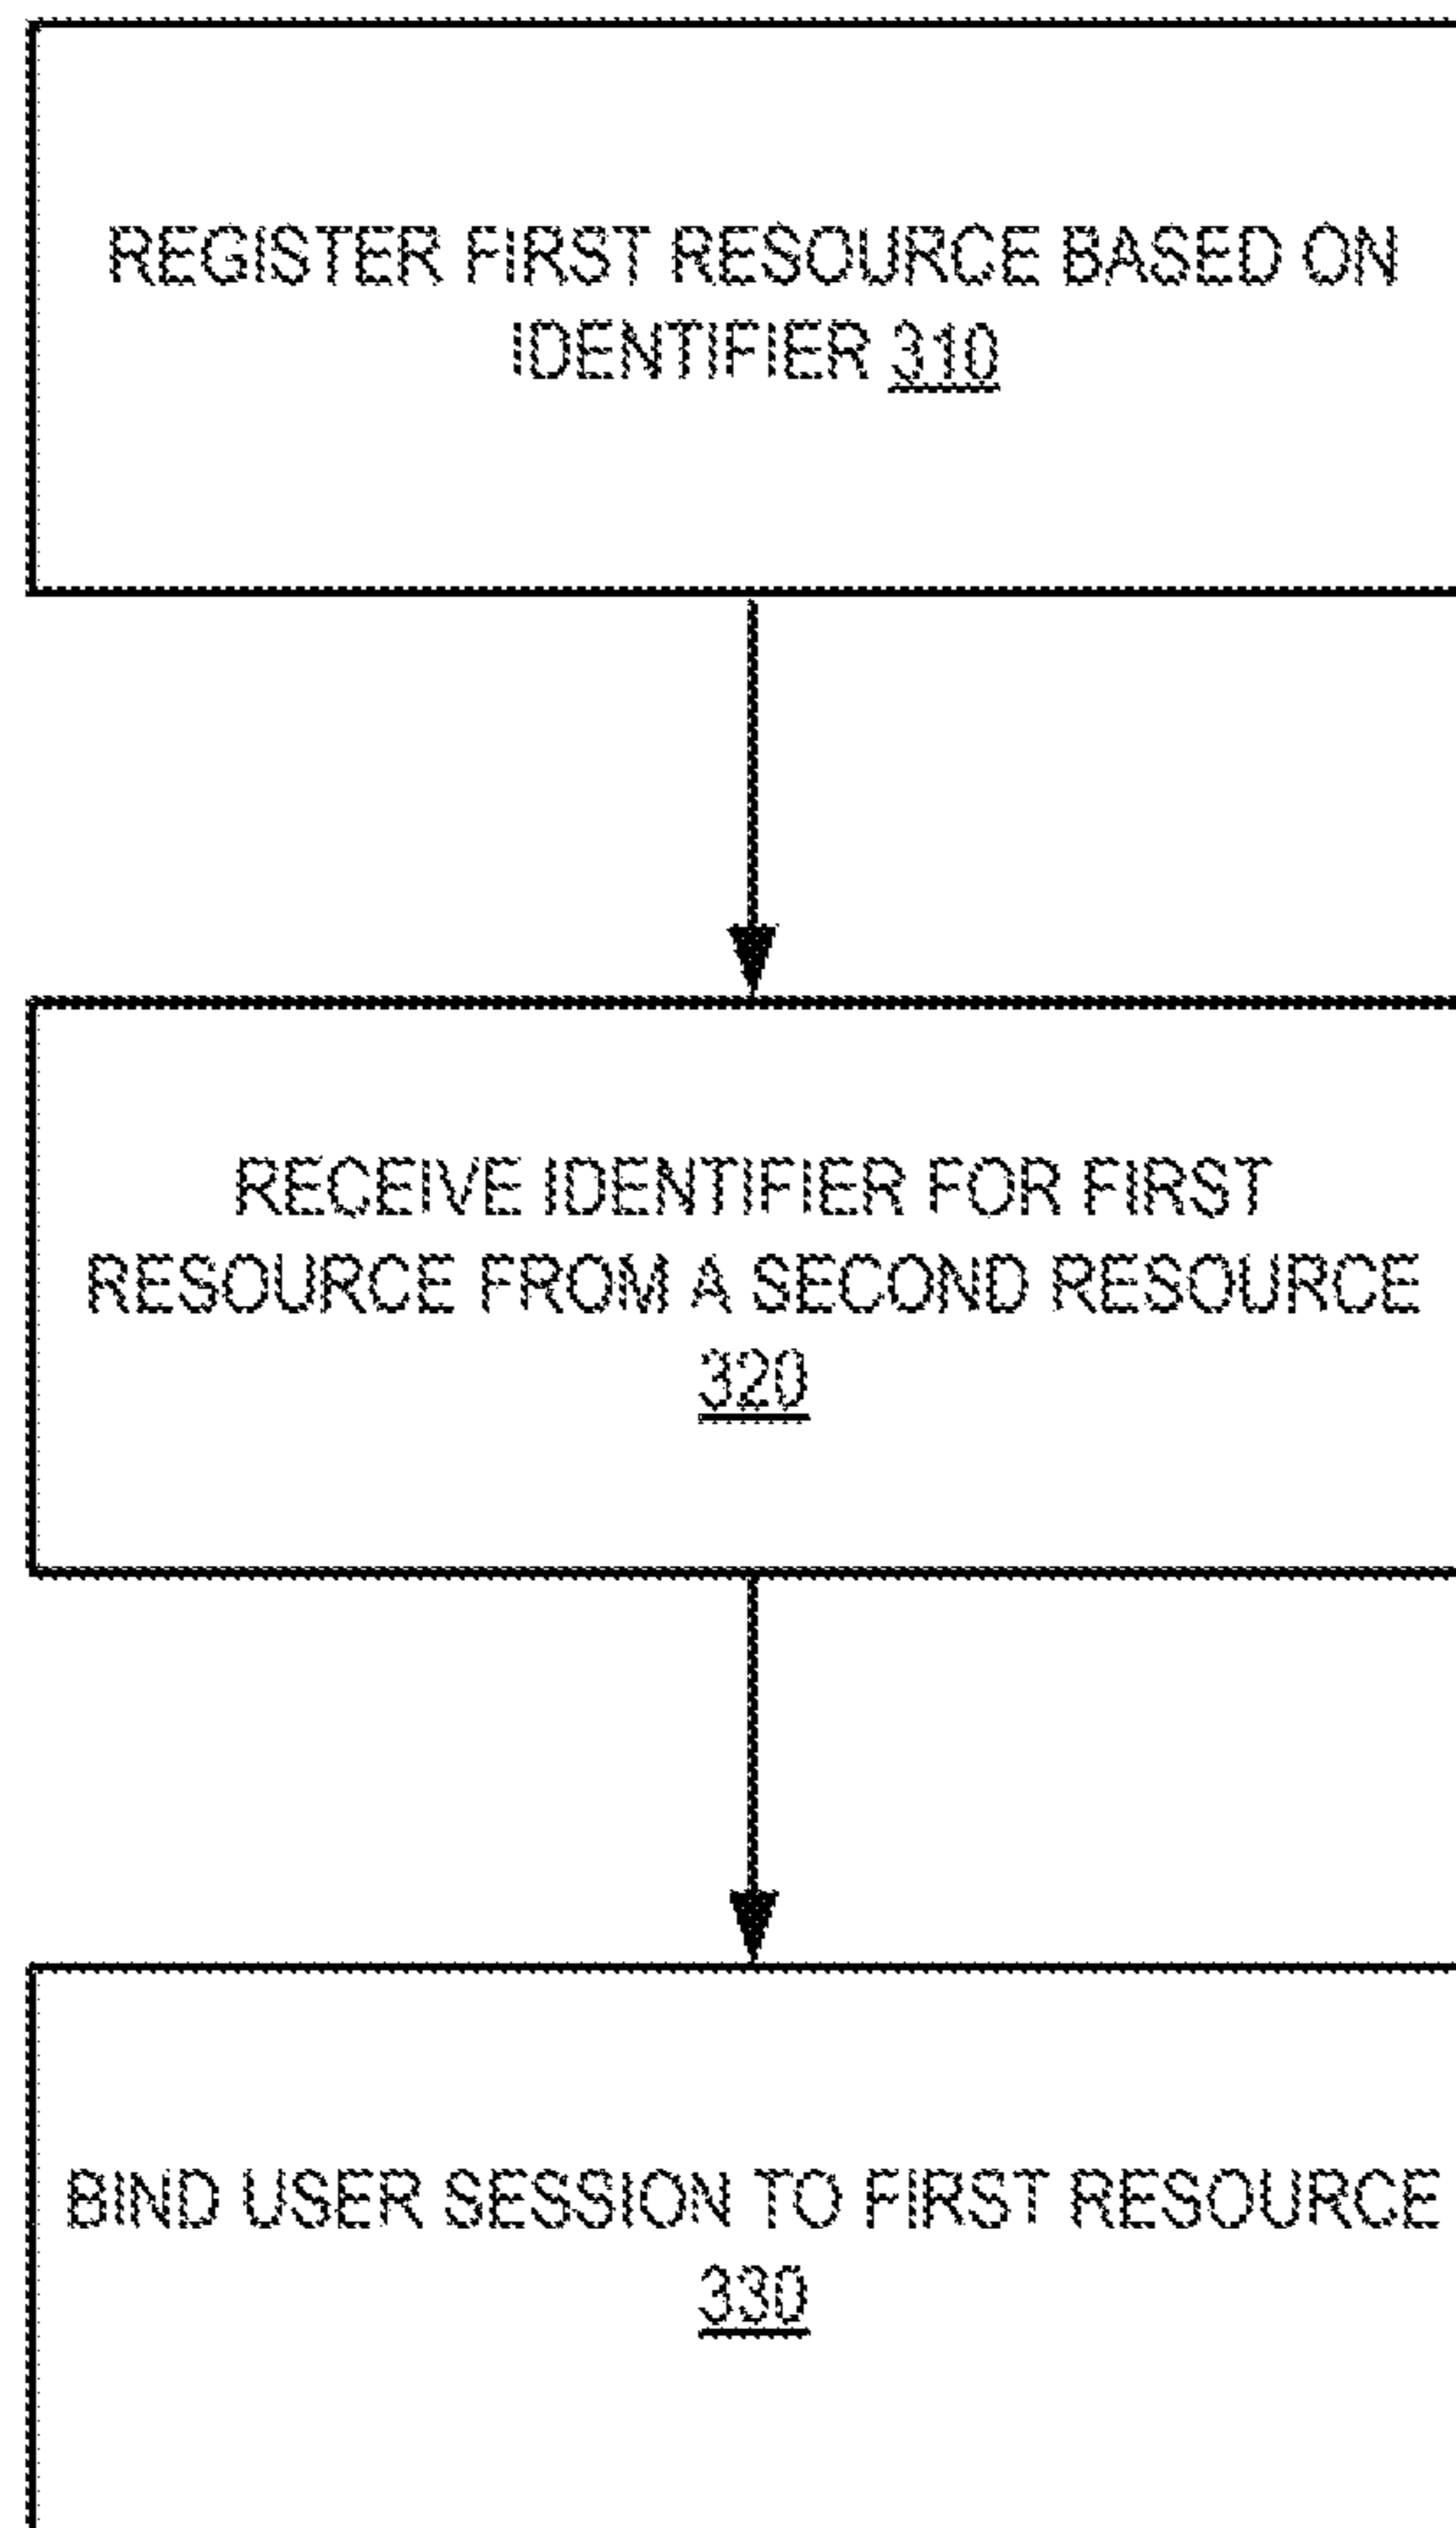 REGISTER FIRST RESOURCE BASED ON
IDENTIFIER 310
RECEIVE IDENTIFIER FOR FIRST
RESOURCE FROM A SECOND RESOURCE
320
BIND USER SESSION TO FIRST RESOURCE
330